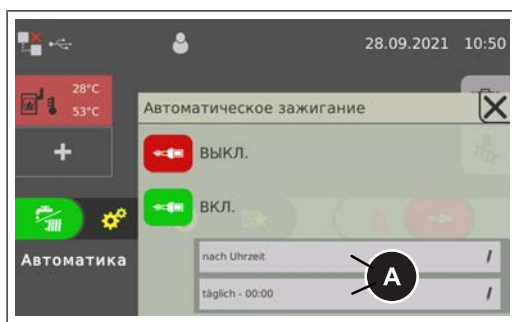 28.09.2021 10:50
28°C
53°C
Автоматическое зажигание
ВЫКЛ.
ВКЛ.
Автоматика
nach Uhrzeit
täglich - 00:00
A